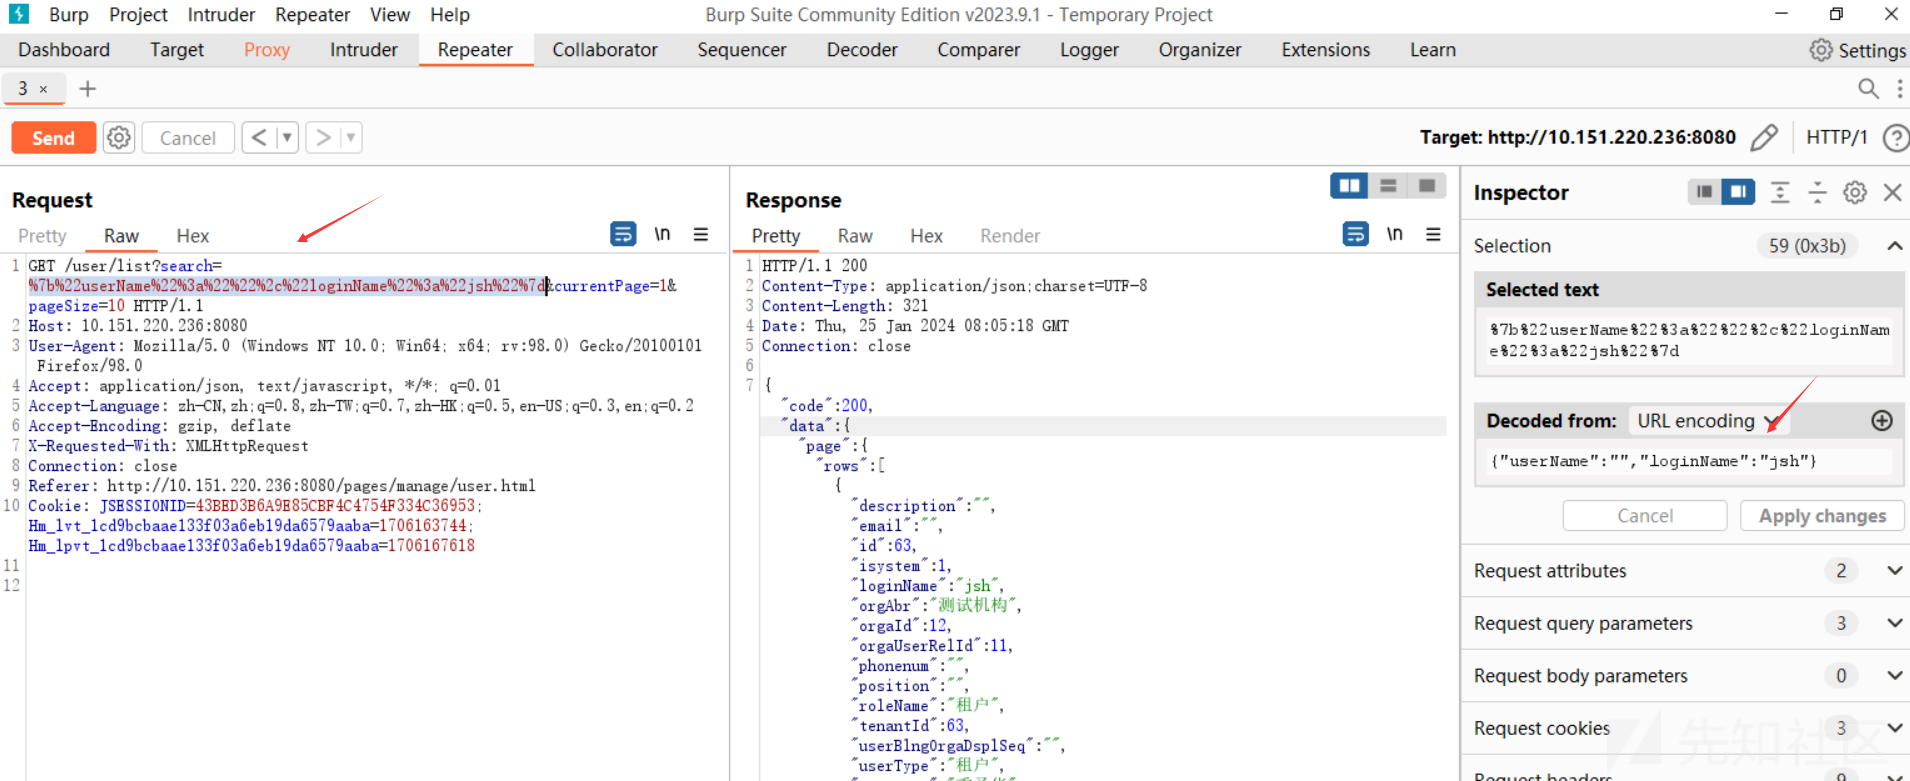 Burp Project Intruder Repeater View Help Burp Suite Community Edition v2023.9.1 - Temporary Project
Dashboard Target Proxy Intruder Repeater Collaborator Sequencer Decoder Comparer Logger Organizer Extensions Learn Settings
3 × +
Send Cancel < > Target: http://10.151.220.236:8080 HTTP/1 ?
Request
Pretty Raw Hex \n
1 GET /user/list?search=
%7b%22userName%22%3a%22%22%2c%22loginName%22%3a%22jsh%22%7d&currentPage=1&
pageSize=10 HTTP/1.1
2 Host: 10.151.220.236:8080
3 User-Agent: Mozilla/5.0 (Windows NT 10.0; Win64; x64; rv:98.0) Gecko/20100101
Firefox/98.0
4 Accept: application/json, text/javascript, */*; q=0.01
5 Accept-Language: zh-CN,zh;q=0.8,zh-TW;q=0.7,zh-HK;q=0.5,en-US;q=0.3,en;q=0.2
6 Accept-Encoding: gzip, deflate
7 X-Requested-With: XMLHttpRequest
8 Connection: close
9 Referer: http://10.151.220.236:8080/pages/manage/user.html
10 Cookie: JSESSIONID=43BED3B6A9E85CBF4C4754F334C36953;
Hm_lvt_1cd9bcbaae133f03a6eb19da6579aaba=1706163744;
Hm_lpvt_1cd9bcbaae133f03a6eb19da6579aaba=1706167618
11
12
Response
Pretty Raw Hex Render \n
1 HTTP/1.1 200
2 Content-Type: application/json;charset=UTF-8
3 Content-Length: 321
4 Date: Thu, 25 Jan 2024 08:05:18 GMT
5 Connection: close
6
7 {
"code":200,
"data":{
"page":{
"rows":[
{
"description":"",
"email":"",
"id":63,
"isystem":1,
"loginName":"jsh",
"orgAbr":"测试机构",
"orgaId":12,
"orgaUserRelId":11,
"phonenum":"",
"position":"",
"roleName":"租户",
"tenantId":63,
"userBlngOrgaDsplSeq":"",
"userType":"租户",
Inspector
Selection 59 (0x3b)
Selected text
%7b%22userName%22%3a%22%22%2c%22loginNam
e%22%3a%22jsh%22%7d
Decoded from: URL encoding
{"userName":"","loginName":"jsh"}
Cancel Apply changes
Request attributes 2
Request query parameters 3
Request body parameters 0
Request cookies 3
Request headers 9
先知社区